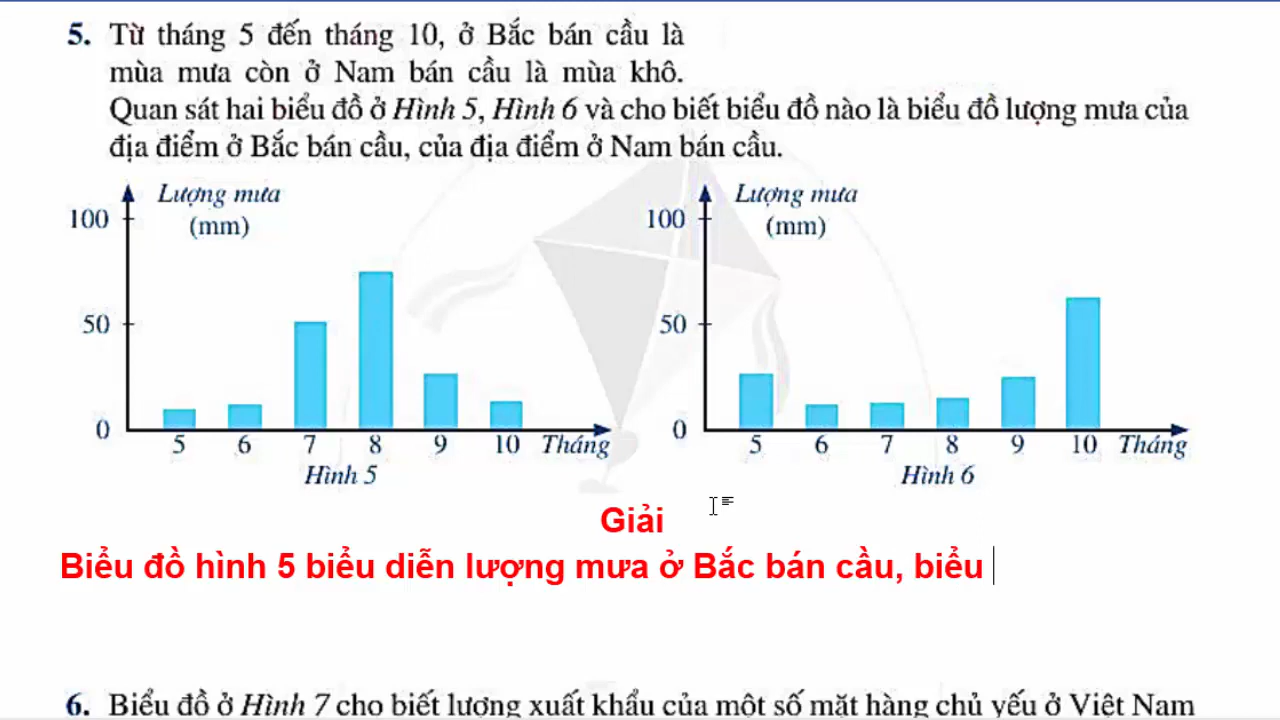 5. Từ tháng 5 đến tháng 10, ở Bắc bán cầu là
mùa mưa còn ở Nam bán cầu là mùa khô.
Quan sát hai biểu đồ ở Hình 5, Hình 6 và cho biết biểu đồ nào là biểu đồ lượng mưa của
địa điểm ở Bắc bán cầu, của địa điểm ở Nam bán cầu.
Lượng mưa
(mm)
100
50
0
5 6 7 8 9 10 Tháng
Hình 5
Lượng mưa
(mm)
100
50
0
5 6 7 8 9 10 Tháng
Hình 6
Giải
Biểu đồ hình 5 biểu diễn lượng mưa ở Bắc bán cầu, biểu
6. Biểu đồ ở Hình 7 cho biết lượng xuất khẩu của một số mặt hàng chủ yếu ở Việt Nam